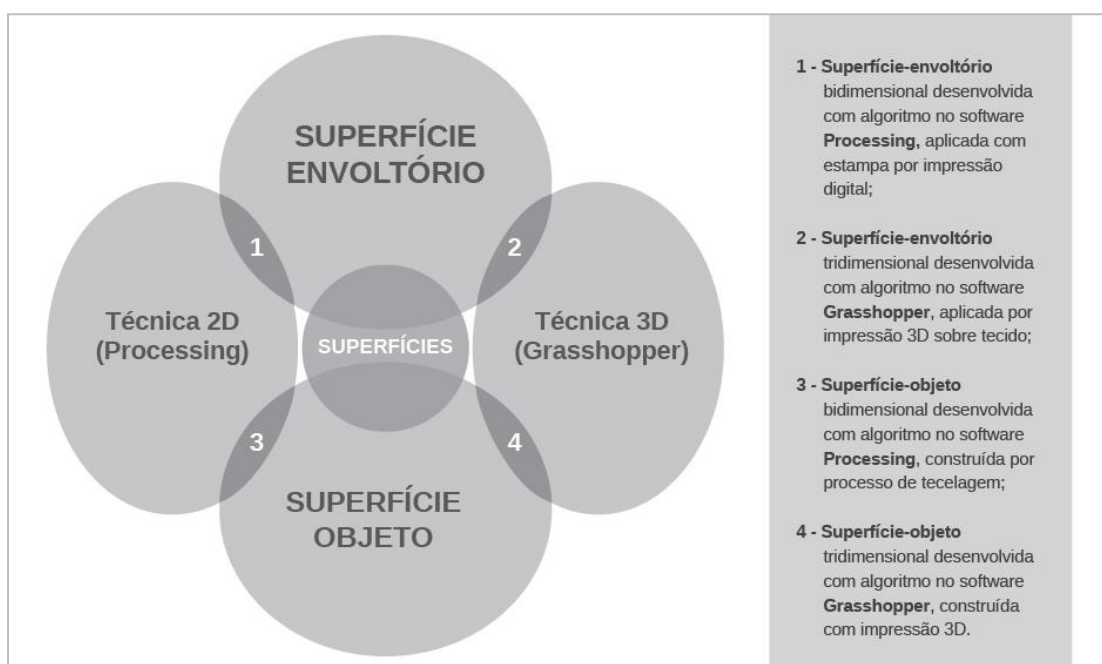 SUPERFÍCIE
ENVOLTÓRIO
1
2
Técnica 2D
(Processing)
SUPERFÍCIES
Técnica 3D
(Grasshopper)
3
4
SUPERFÍCIE
OBJETO
1 - Superfície-envoltório
bidimensional desenvolvida
com algoritmo no software
Processing, aplicada com
estampa por impressão
digital;
2 - Superfície-envoltório
tridimensional desenvolvida
com algoritmo no software
Grasshopper, aplicada por
impressão 3D sobre tecido;
3 - Superfície-objeto
bidimensional desenvolvida
com algoritmo no software
Processing, construída por
processo de tecelagem;
4 - Superfície-objeto
tridimensional desenvolvida
com algoritmo no software
Grasshopper, construída
com impressão 3D.